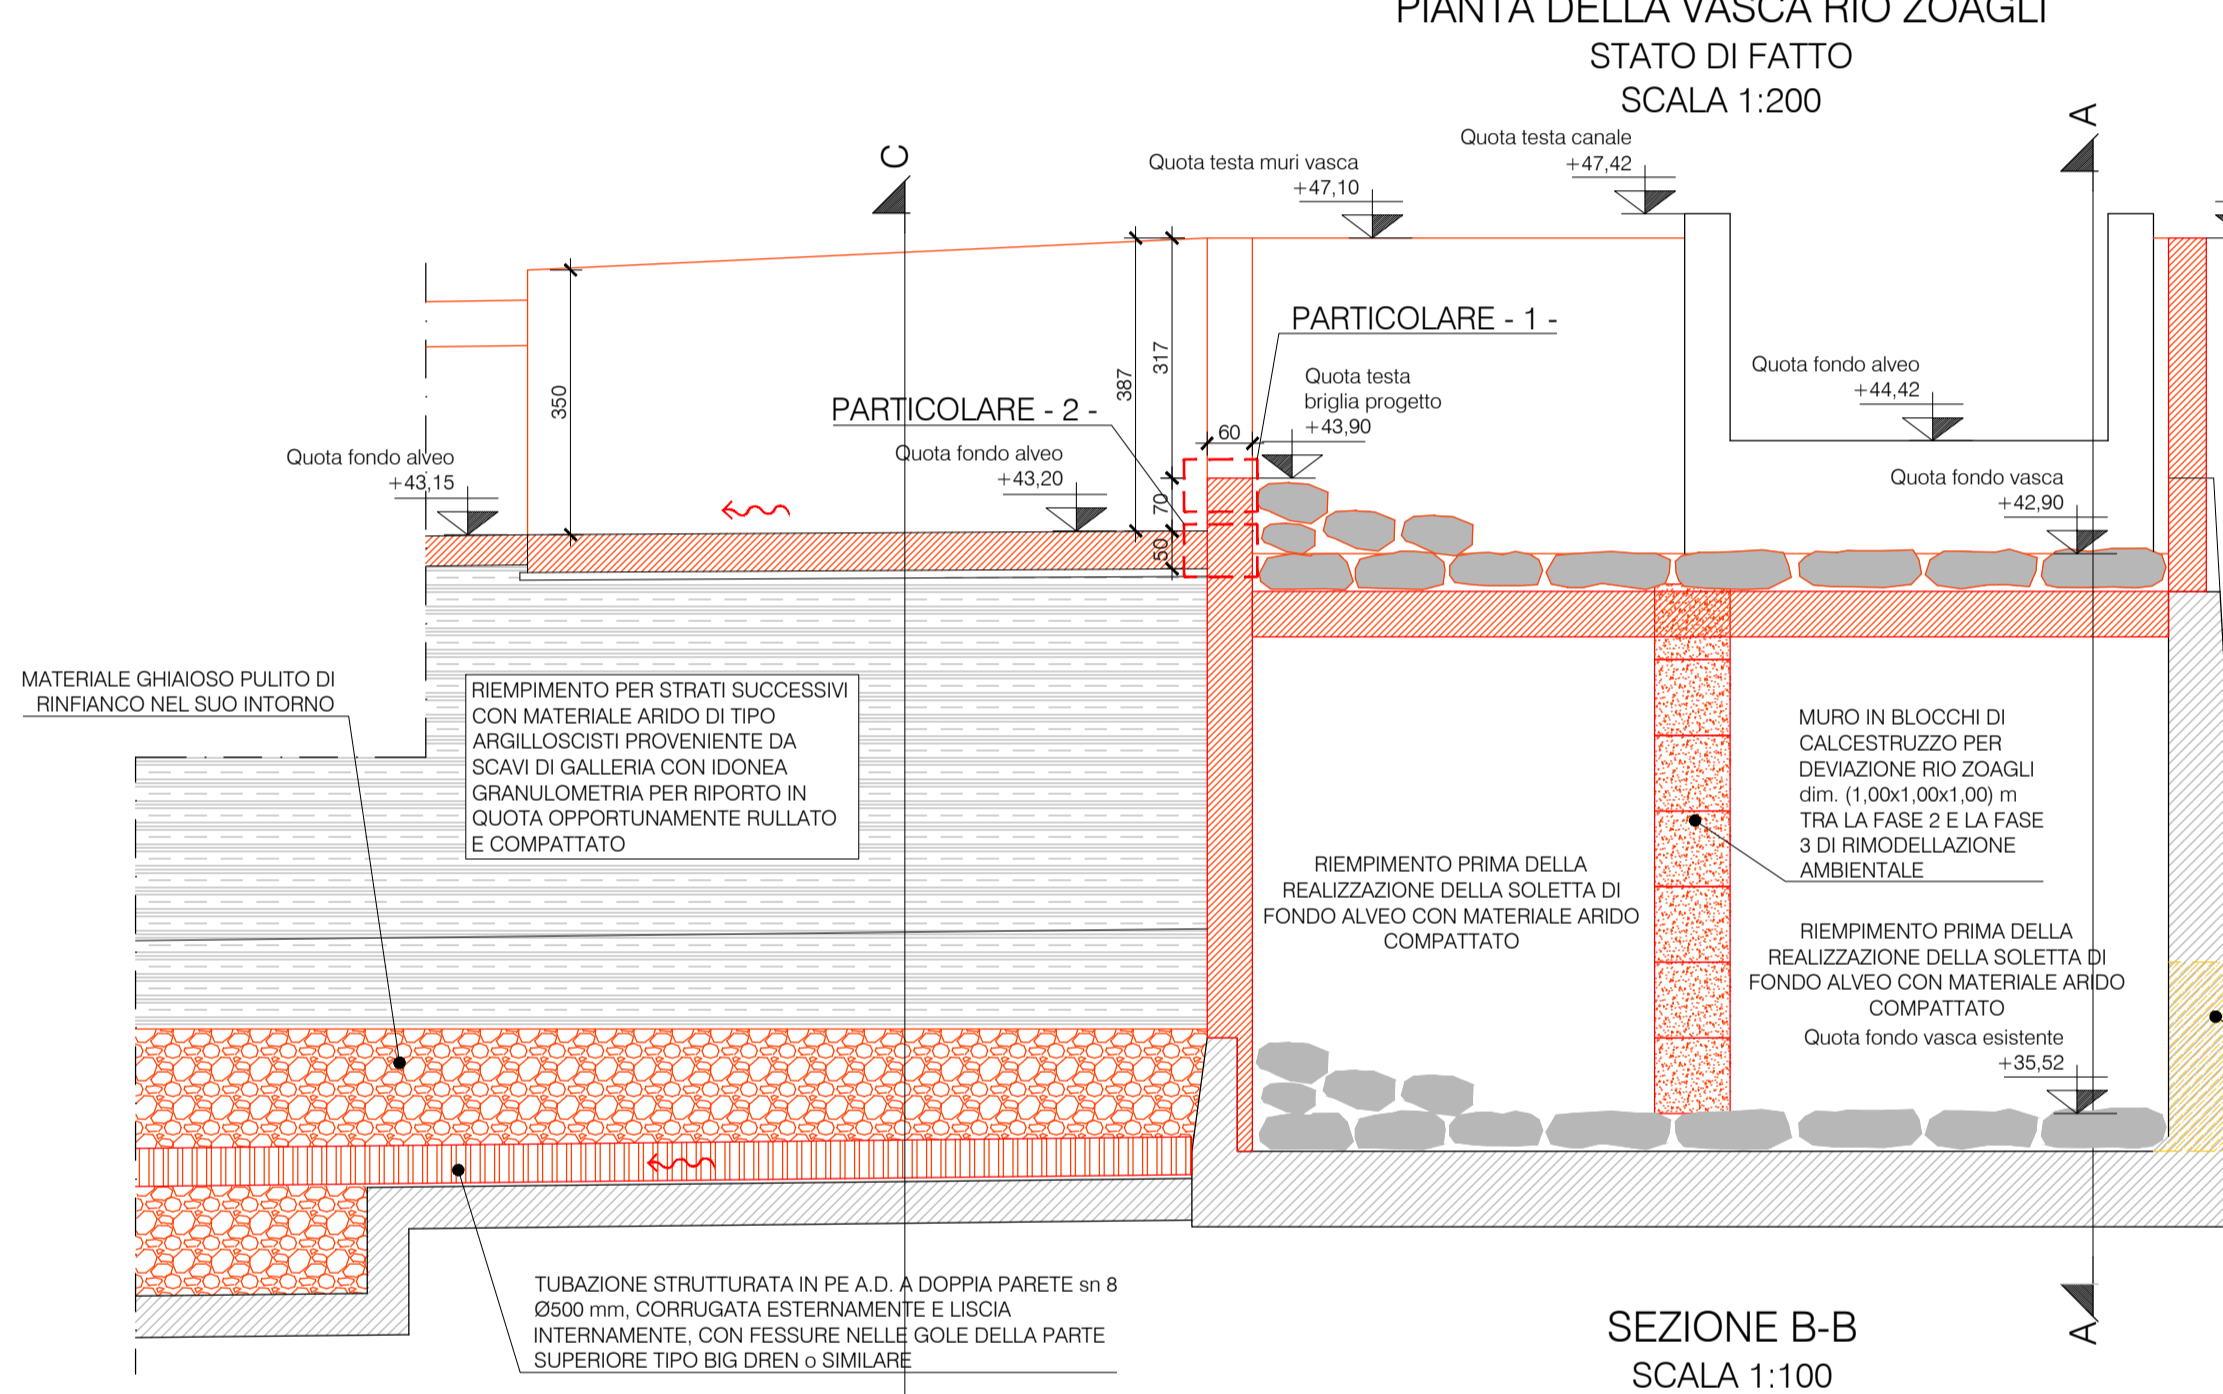 PIANTA DELLA VASCA RIO ZOAGLI
STATO DI FATTO
SCALA 1:200
A
C
Quota testa canale
+47,42
Quota testa muri vasca
+47,10
PARTICOLARE - 1 -
350
387
317
Quota testa
briglia progetto
+43,90
Quota fondo alveo
+44,42
PARTICOLARE - 2 -
60
Quota fondo alveo
+43,15
Quota fondo alveo
+43,20
70
50
Quota fondo vasca
+42,90
MATERIALE GHIAIOSO PULITO DI
RINFIANCO NEL SUO INTORNO
RIEMPIMENTO PER STRATI SUCCESSIVI
CON MATERIALE ARIDO DI TIPO
ARGILLOSCISTI PROVENIENTE DA
SCAVI DI GALLERIA CON IDONEA
GRANULOMETRIA PER RIPORTO IN
QUOTA OPPORTUNAMENTE RULLATO
E COMPATTATO
MURO IN BLOCCHI DI
CALCESTRUZZO PER
DEVIAZIONE RIO ZOAGLI
dim. (1,00x1,00x1,00) m
TRA LA FASE 2 E LA FASE
3 DI RIMODELLAZIONE
AMBIENTALE
RIEMPIMENTO PRIMA DELLA
REALIZZAZIONE DELLA SOLETTA DI
FONDO ALVEO CON MATERIALE ARIDO
COMPATTATO
RIEMPIMENTO PRIMA DELLA
REALIZZAZIONE DELLA SOLETTA DI
FONDO ALVEO CON MATERIALE ARIDO
COMPATTATO
Quota fondo vasca esistente
+35,52
TUBAZIONE STRUTTURATA IN PE A.D. A DOPPIA PARETE sn 8
Ø500 mm, CORRUGATA ESTERNAMENTE E LISCIA
INTERNAMENTE, CON FESSURE NELLE GOLE DELLA PARTE
SUPERIORE TIPO BIG DREN o SIMILARE
SEZIONE B-B
SCALA 1:100
A